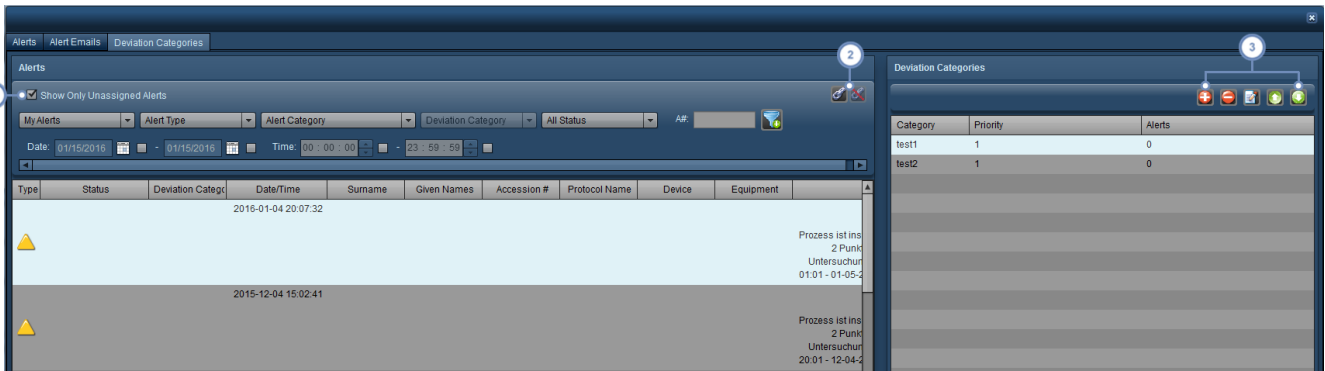 Alerts Alert Emails Deviation Categories
Alerts
2
Show Only Unassigned Alerts
My Alerts Alert Type Alert Category Deviation Category All Status A#:
Date: 01/15/2016 - 01/15/2016 Time: 00 : 00 : 00 - 23 : 59 : 59
Type Status Deviation Catego Date/Time Surname Given Names Accession # Protocol Name Device Equipment
2016-01-04 20:07:32
Prozess ist ins
2 Punk
Untersuchun
01:01 - 01-05-2
2015-12-04 15:02:41
Prozess ist ins
2 Punk
Untersuchun
20:01 - 12-04-2
3
Deviation Categories
Category Priority Alerts
test1 1 0
test2 1 0